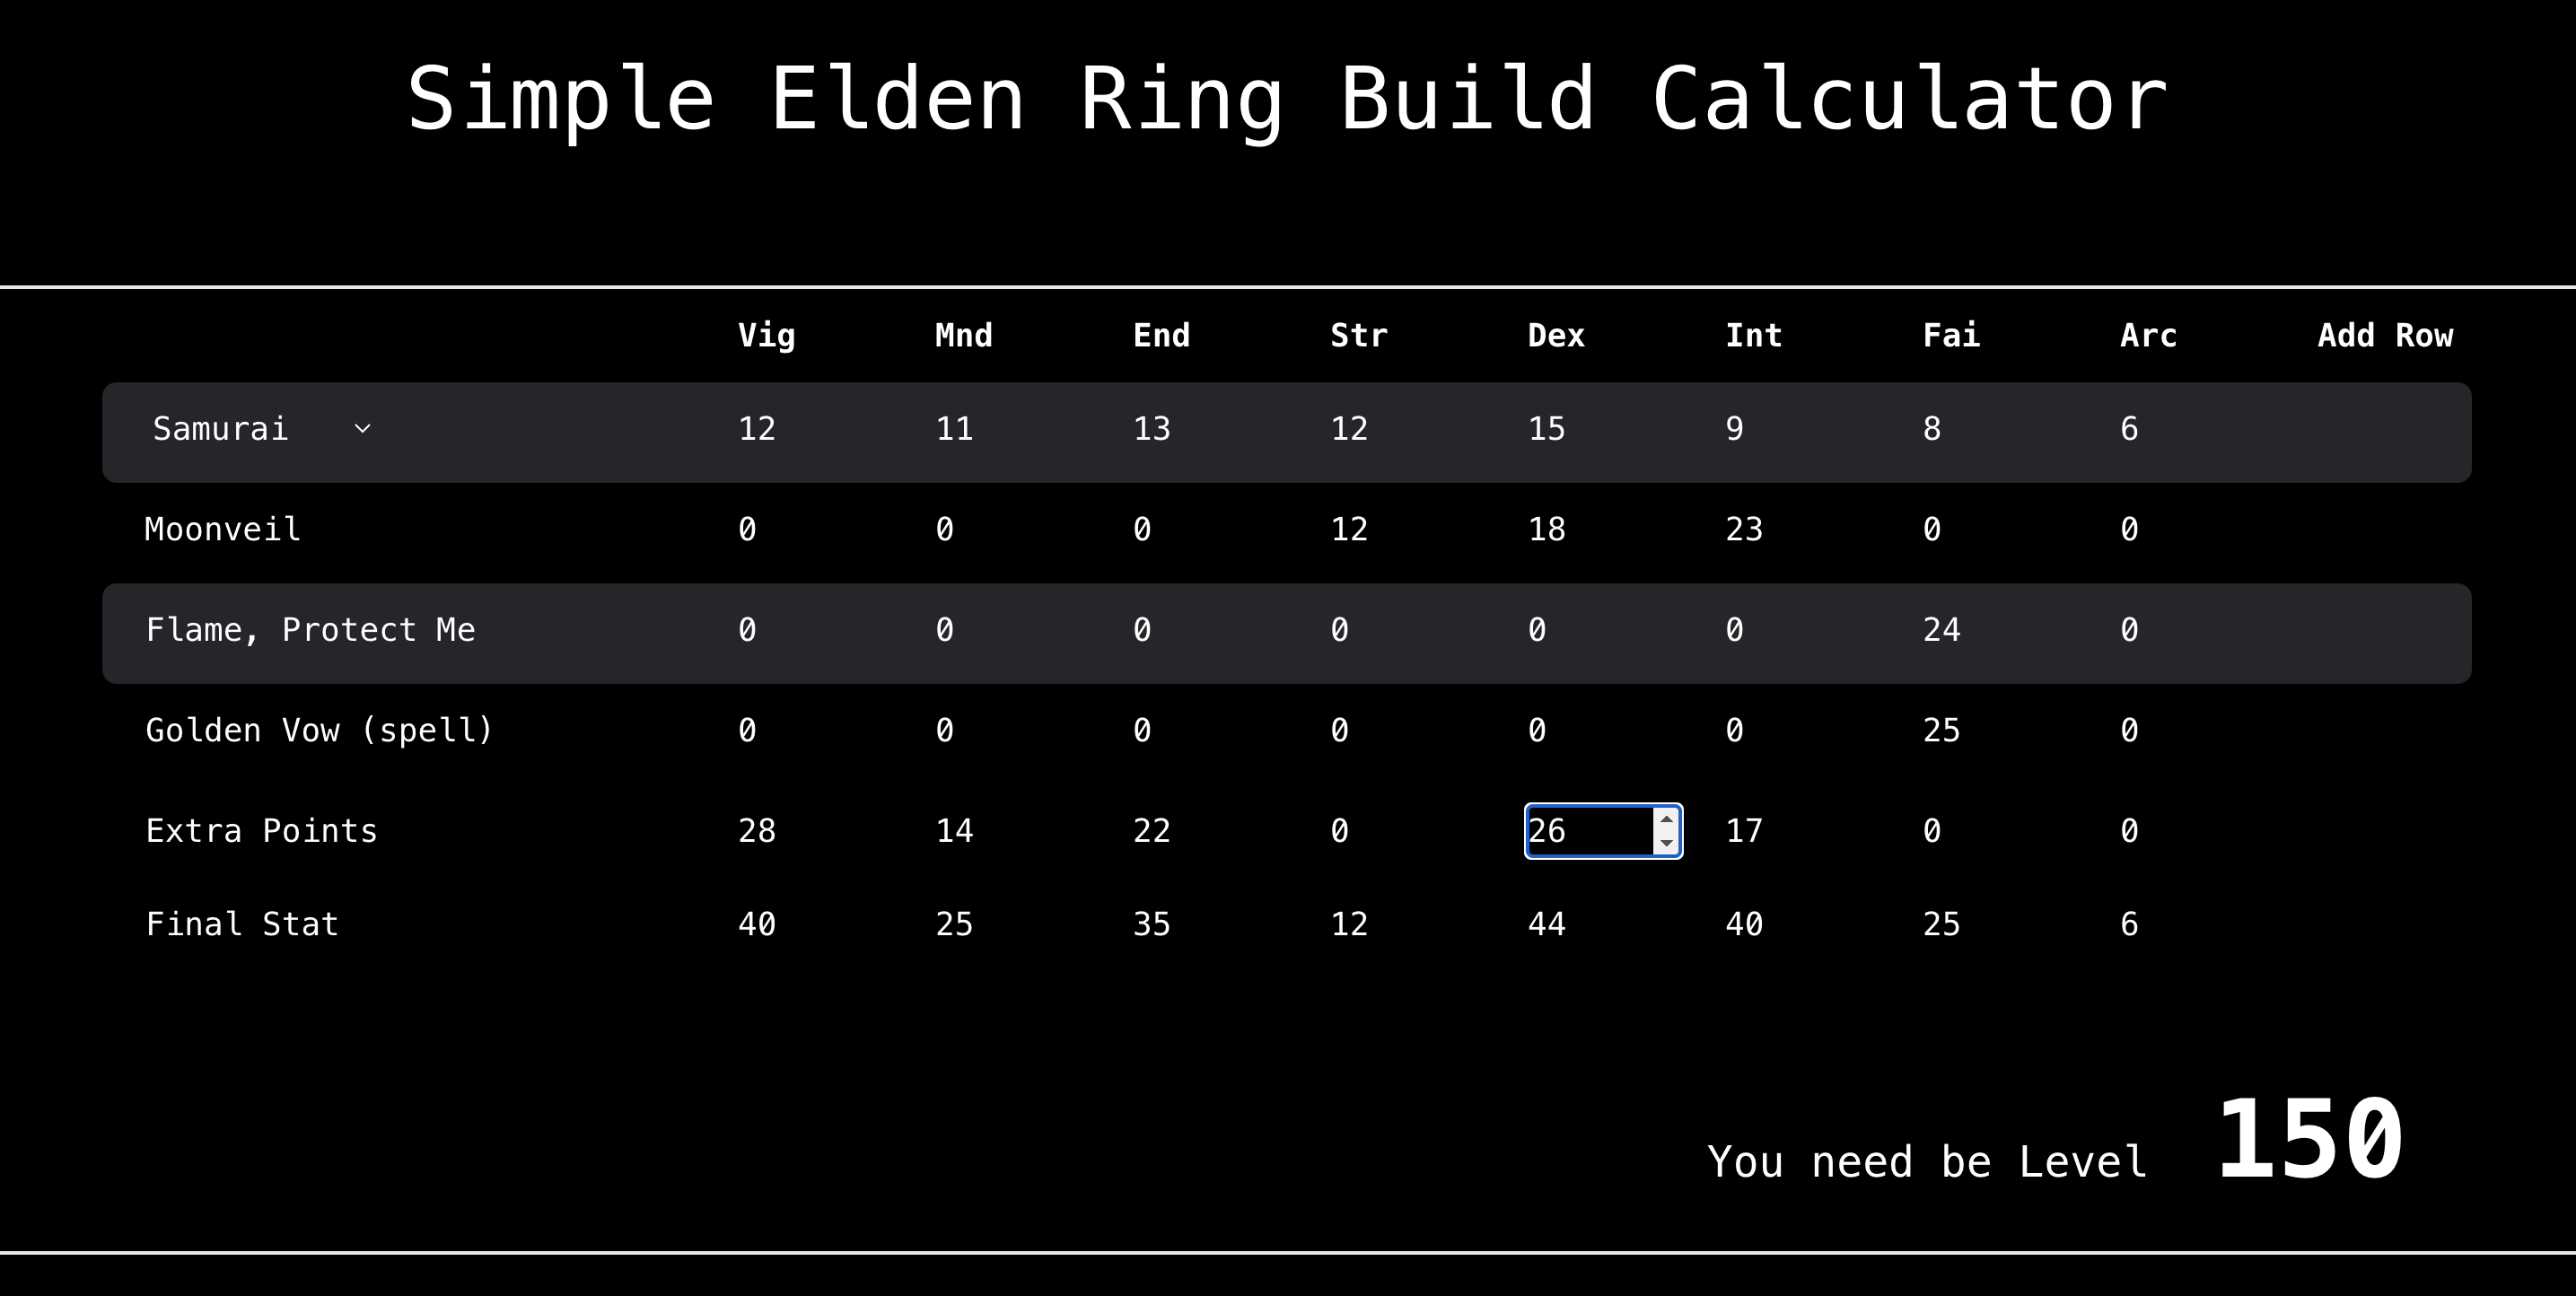 Simple Elden Ring Build Calculator
Vig Mnd End Str Dex Int Fai Arc Add Row
Samurai 12 11 13 12 15 9 8 6
Moonveil 0 0 0 12 18 23 0 0
Flame, Protect Me 0 0 0 0 0 0 24 0
Golden Vow (spell) 0 0 0 0 0 0 25 0
Extra Points 28 14 22 0 26 17 0 0
Final Stat 40 25 35 12 44 40 25 6
You need be Level 150